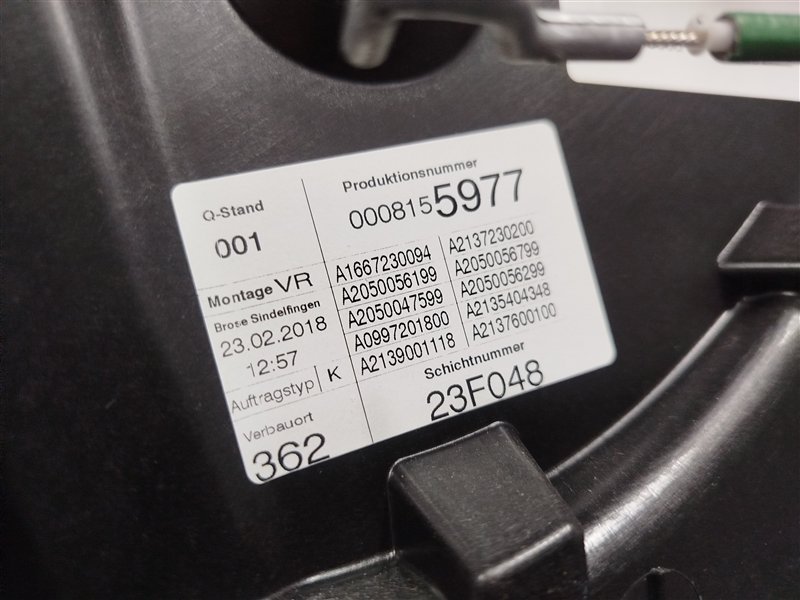 Q-Stand
001
Produktionsnummer
0008155977
Montage VR
Brose Sindelfingen
23.02.2018
12:57
Auftragstyp K
Verbauort
362
A1667230094 A2137230200
A2050056199 A2050056799
A2050047599 A2050056299
A0997201800 A2135404348
A2139001118 A2137600100
Schichtnummer
23F048